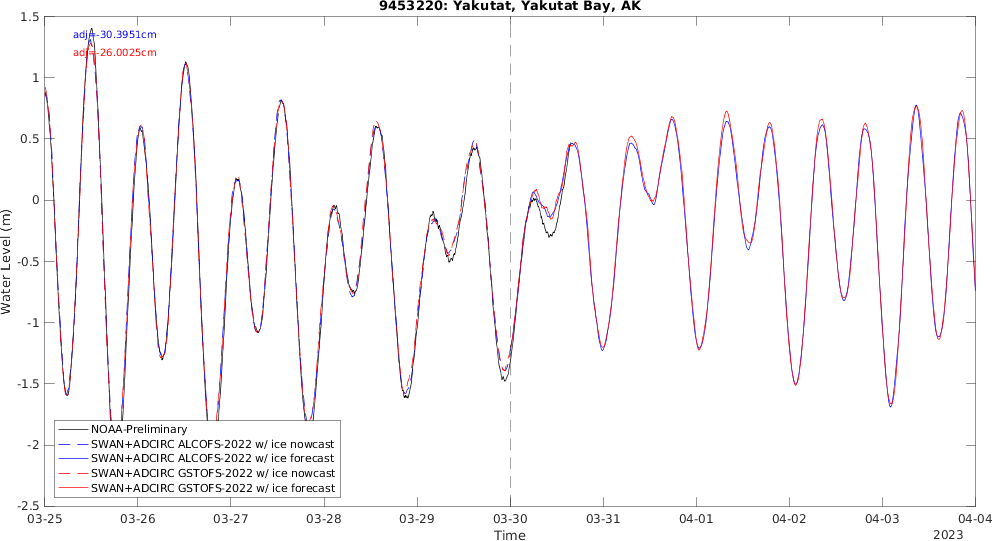 9453220: Yakutat, Yakutat Bay, AK
adj=-30.3951cm
adj=-26.0025cm
1.5
1
0.5
0
-0.5
-1
-1.5
-2
-2.5
Water Level (m)
NOAA-Preliminary
SWAN+ADCIRC ALCOFS-2022 w/ ice nowcast
SWAN+ADCIRC ALCOFS-2022 w/ ice forecast
SWAN+ADCIRC GSTOFS-2022 w/ ice nowcast
SWAN+ADCIRC GSTOFS-2022 w/ ice forecast
03-25 03-26 03-27 03-28 03-29 03-30 03-31 04-01 04-02 04-03 04-04
Time
2023